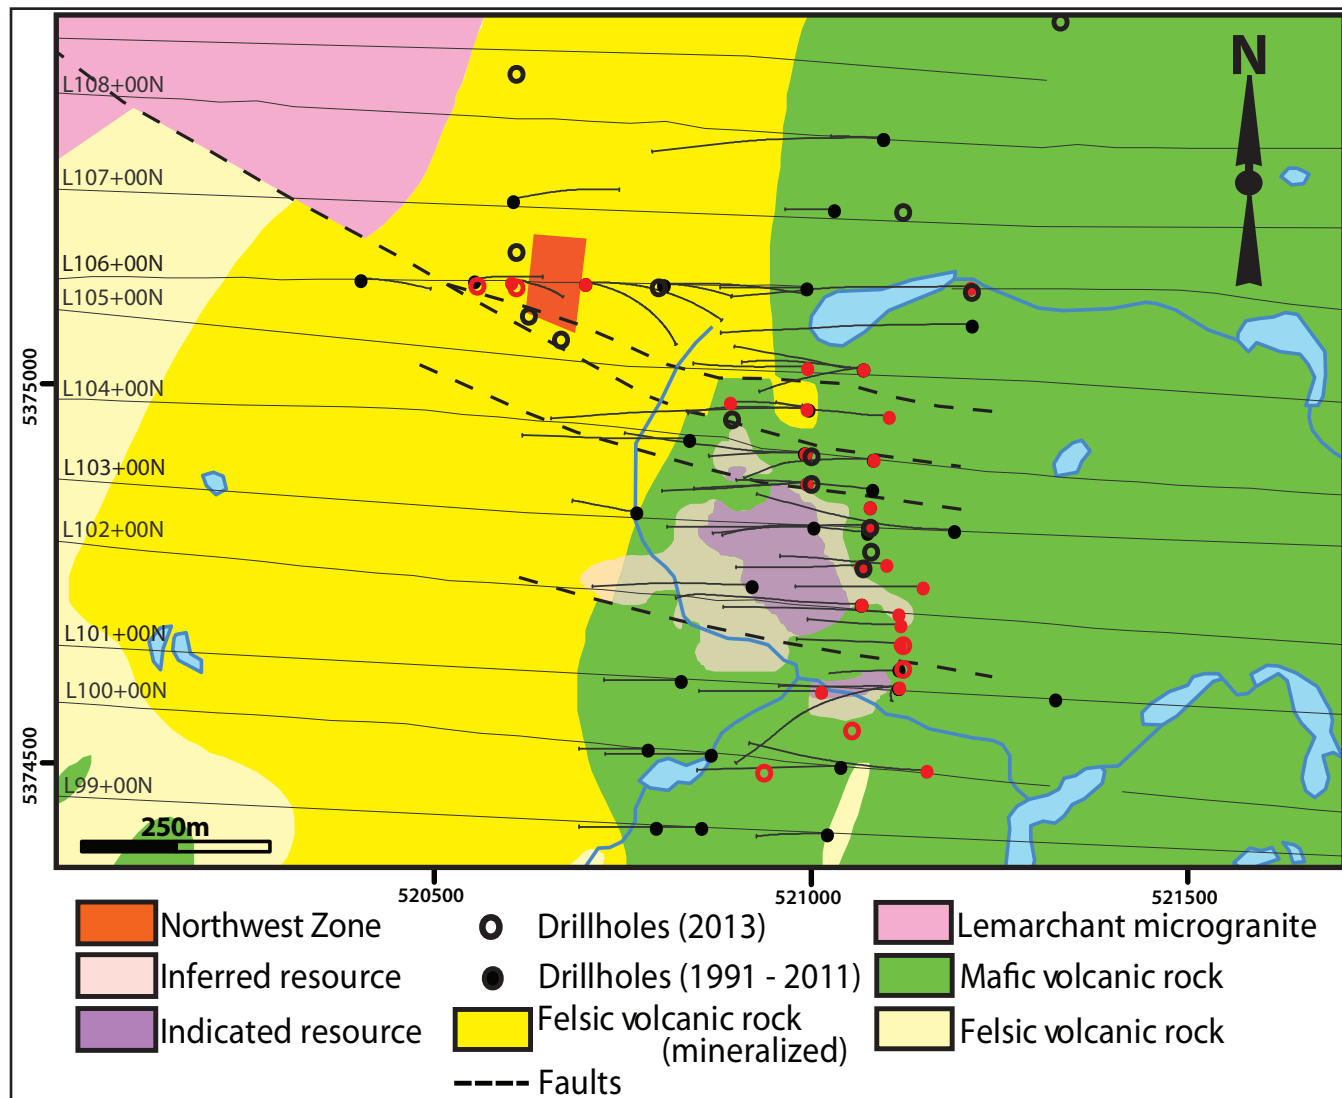 N
L108+00N
L107+00N
L106+00N
L105+00N
5375000
L104+00N
L103+00N
L102+00N
L101+00N
L100+00N
5374500
L99+00N
250m
520500
521000
521500
Northwest Zone
Inferred resource
Indicated resource
Drillholes (2013)
Drillholes (1991 - 2011)
Felsic volcanic rock
(mineralized)
Faults
Lemarchant microgranite
Mafic volcanic rock
Felsic volcanic rock